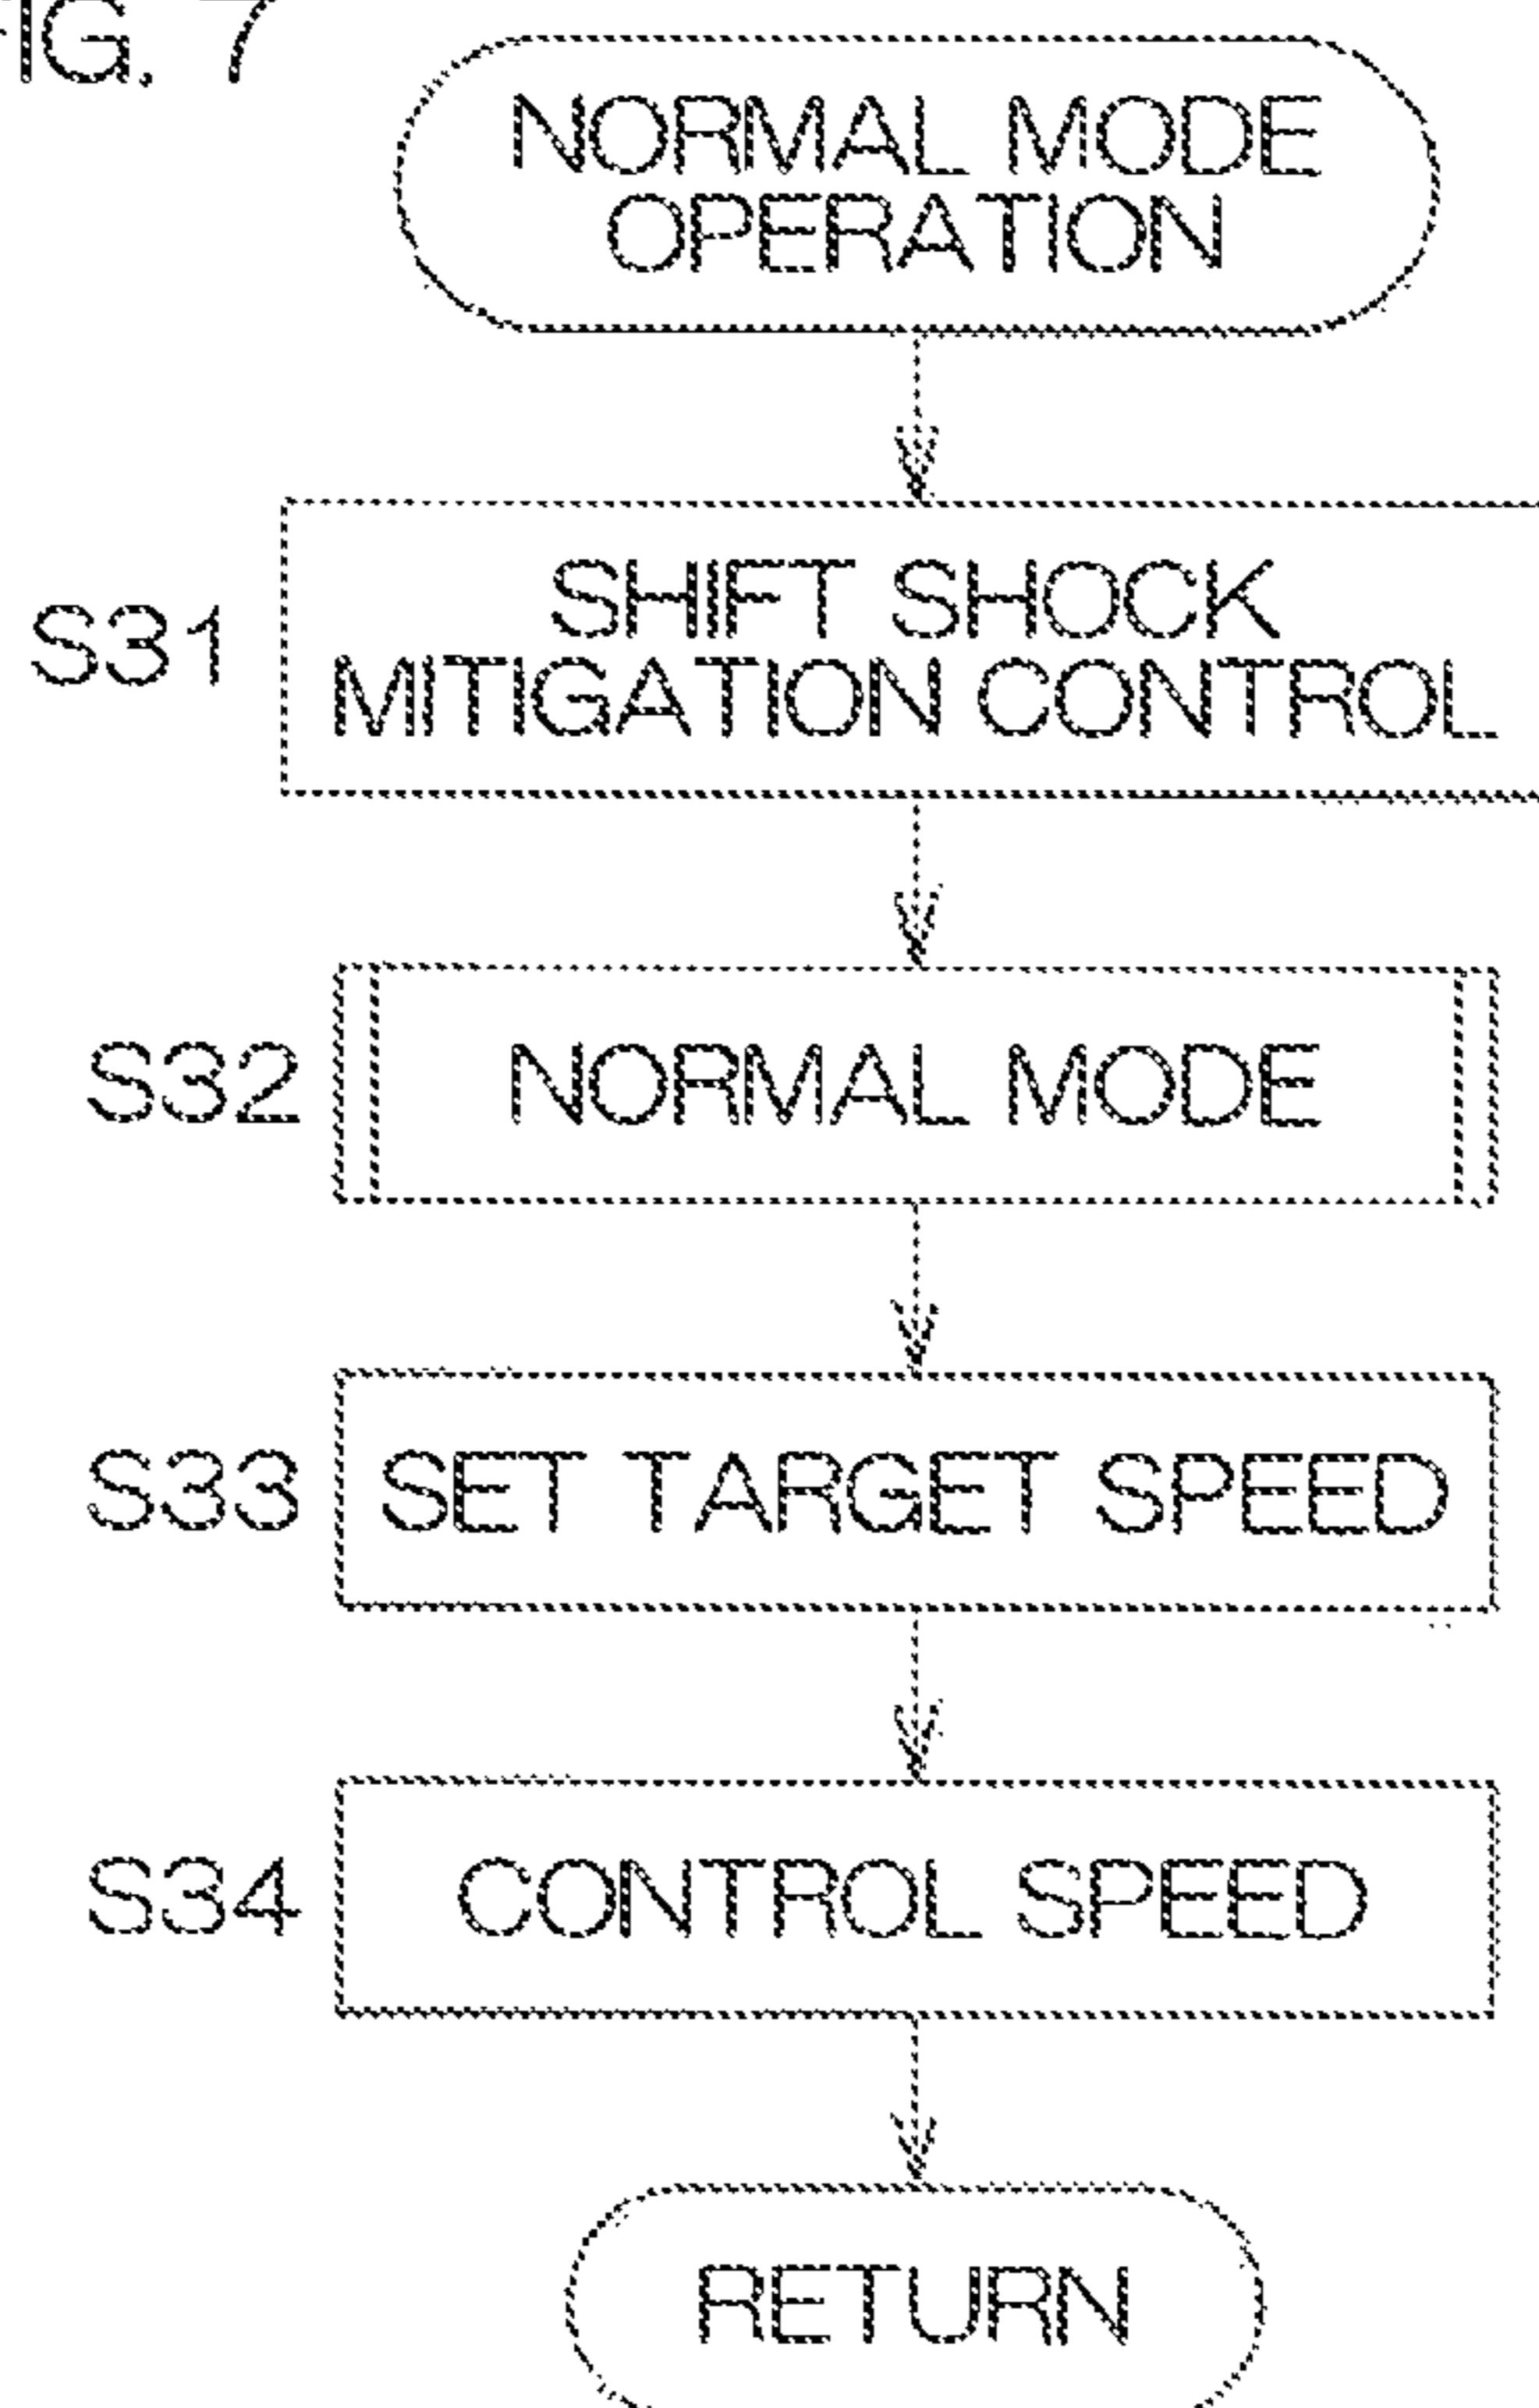 FIG. 7
NORMAL MODE
OPERATION
S31
SHIFT SHOCK
MITIGATION CONTROL
S32
NORMAL MODE
S33
SET TARGET SPEED
S34
CONTROL SPEED
RETURN